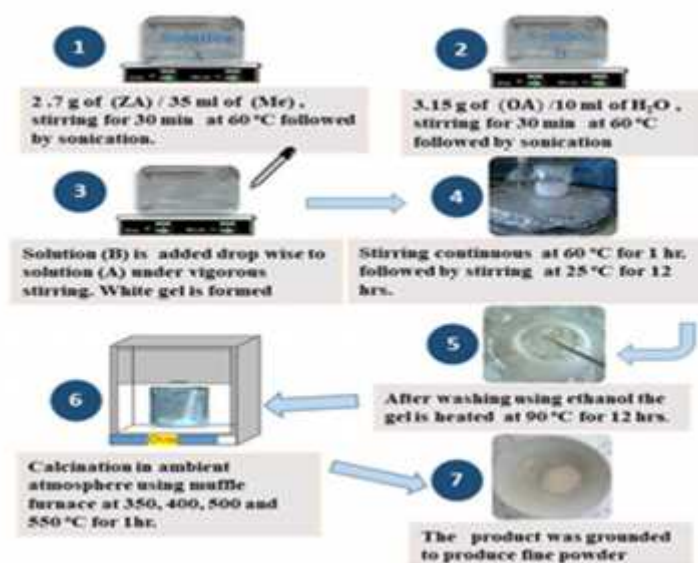 1
Solution
A
2
Solution
B
2.7 g of (ZA) / 35 ml of (Me) ,
stirring for 30 min at 60 °C followed
by sonication.
3.15 g of (OA) /10 ml of H₂O ,
stirring for 30 min at 60 °C
followed by sonication
3
Solution (B) is added drop wise to
solution (A) under vigorous
stirring. White gel is formed
4
Stirring continuous at 60 °C for 1 hr.
followed by stirring at 25 °C for 12
hrs.
5
After washing using ethanol the
gel is heated at 90 °C for 12 hrs.
6
Calcination in ambient
atmosphere using muffle
furnace at 350, 400, 500 and
550 °C for 1hr.
7
The product was grounded
to produce fine powder